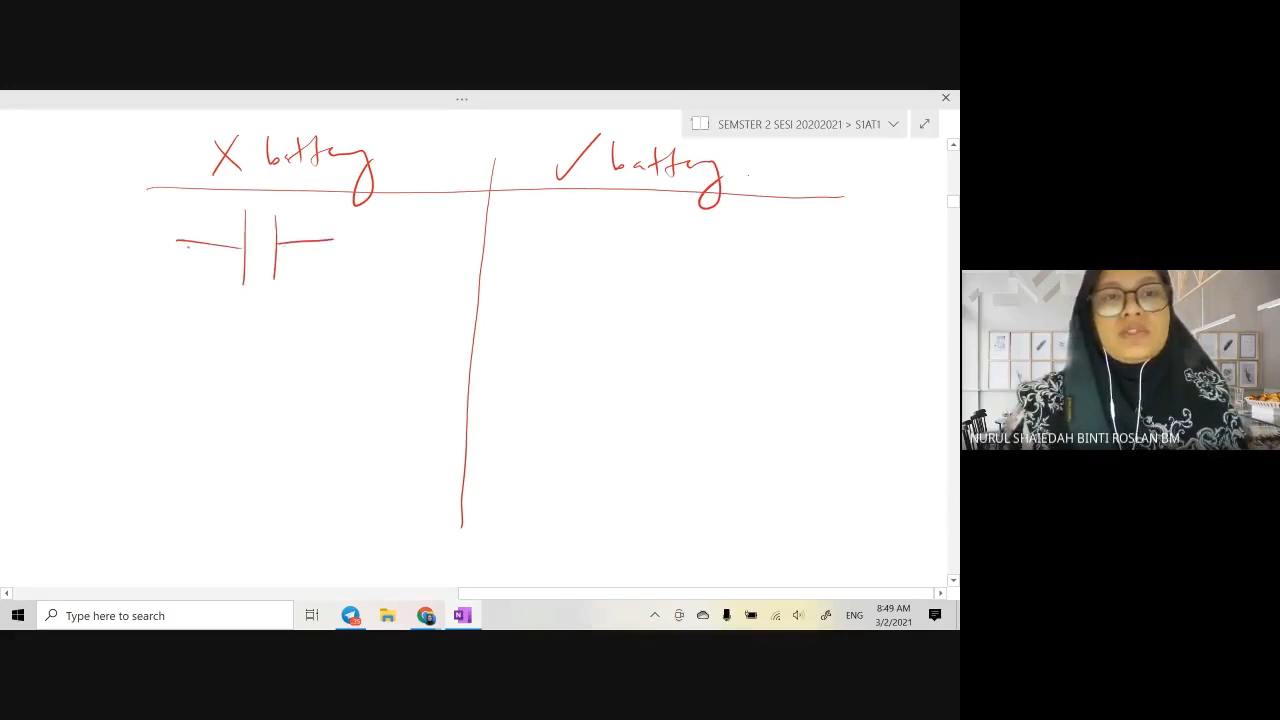 SEMSTER 2 SESI 20202021 > S1AT1
X battery
✓ battery
NURUL SHAIEDAH BINTI ROSLAN BM
Type here to search
ENG
8:49 AM
3/2/2021